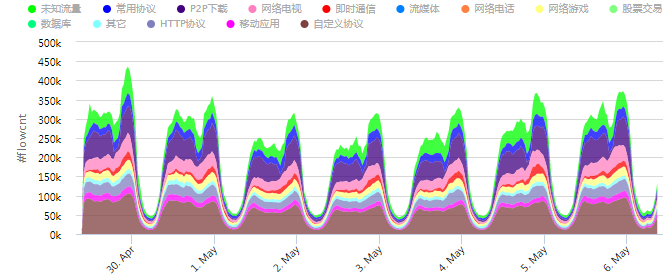 未知流量 常用协议 P2P下载 网络电视 即时通信 流媒体 网络电话 网络游戏 股票交易
数据库 其它 HTTP协议 移动应用 自定义协议
500k
450k
400k
350k
300k
250k
200k
150k
100k
50k
0k
#flowcnt
30. Apr 1. May 2. May 3. May 4. May 5. May 6. May